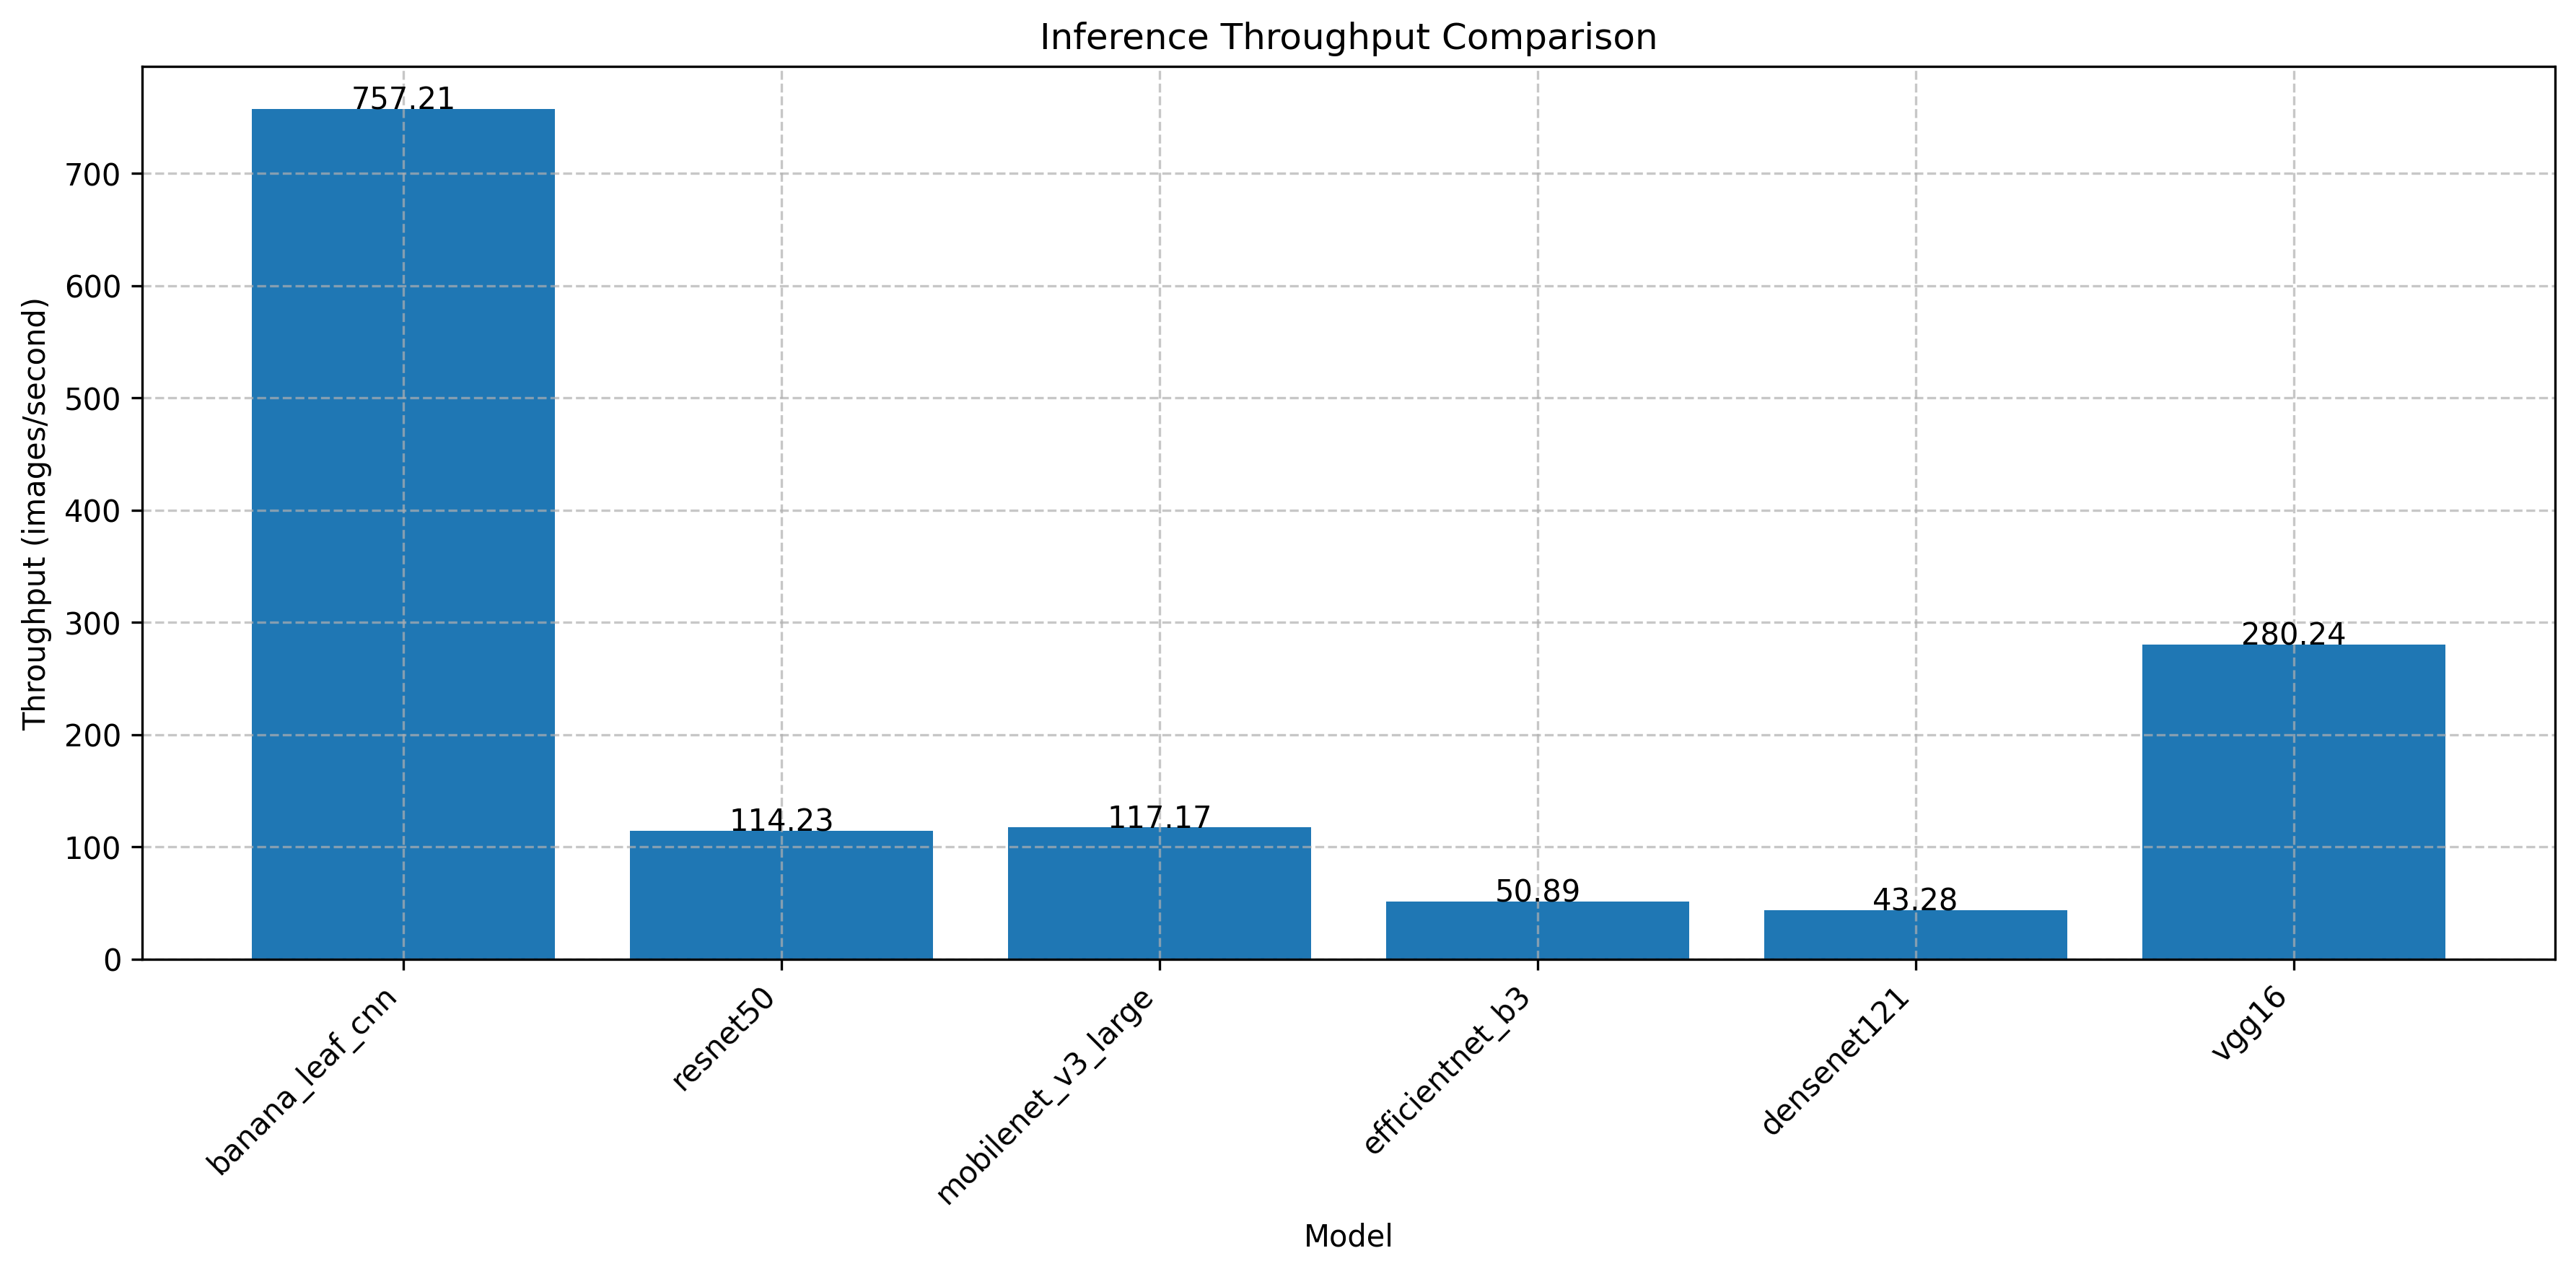 Inference Throughput Comparison
Throughput (images/second)
700
600
500
400
300
200
100
0
757.21
114.23
117.17
50.89
43.28
280.24
banana_leaf_cnn
resnet50
mobilenet_v3_large
efficientnet_b3
densenet121
vgg16
Model